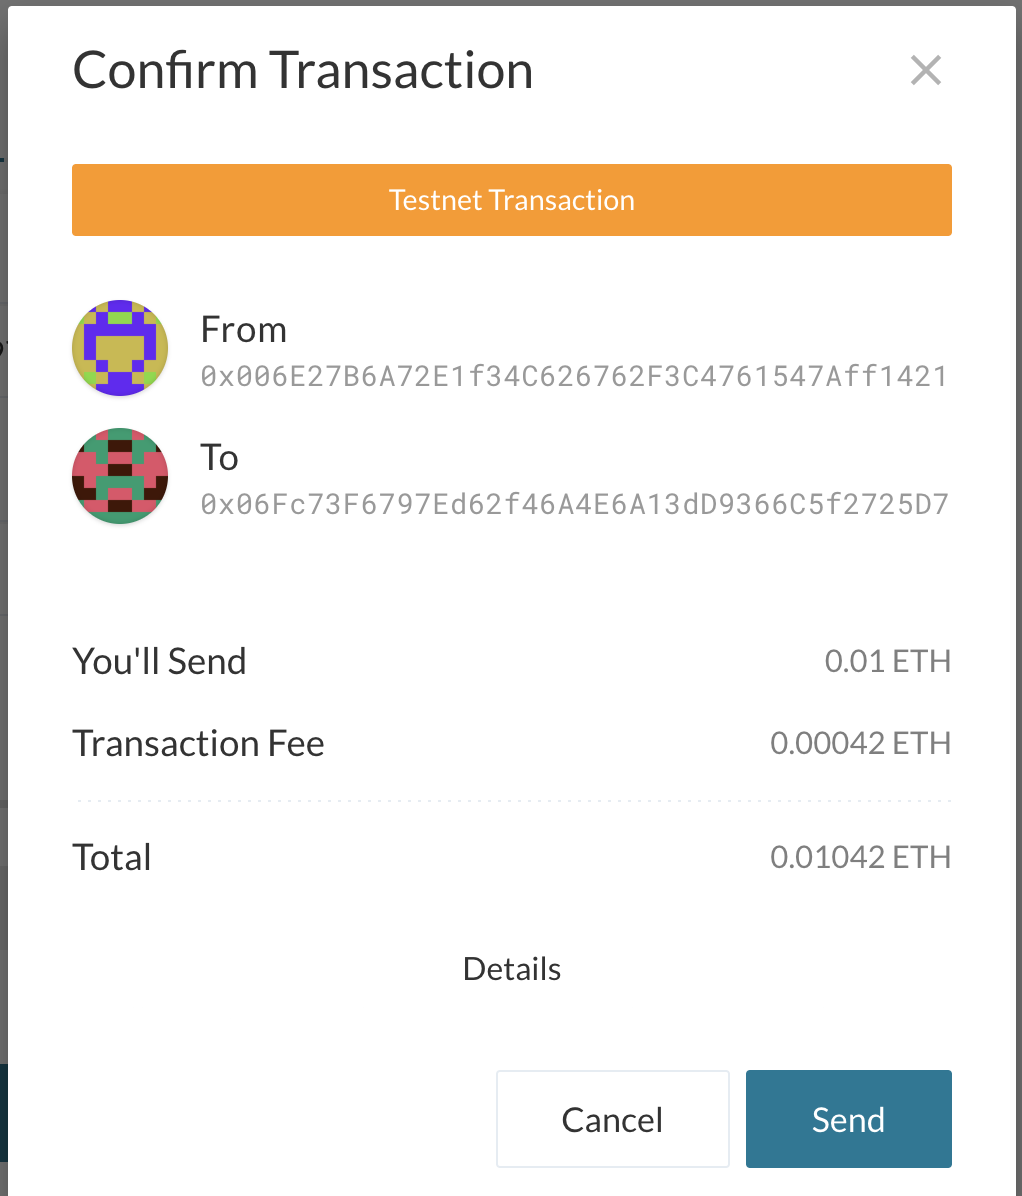 Confirm Transaction
Testnet Transaction
From
0x006E27B6A72E1f34C626762F3C4761547Aff1421
To
0x06Fc73F6797Ed62f46A4E6A13dD9366C5f2725D7
You'll Send 0.01 ETH
Transaction Fee 0.00042 ETH
Total 0.01042 ETH
Details
Cancel Send